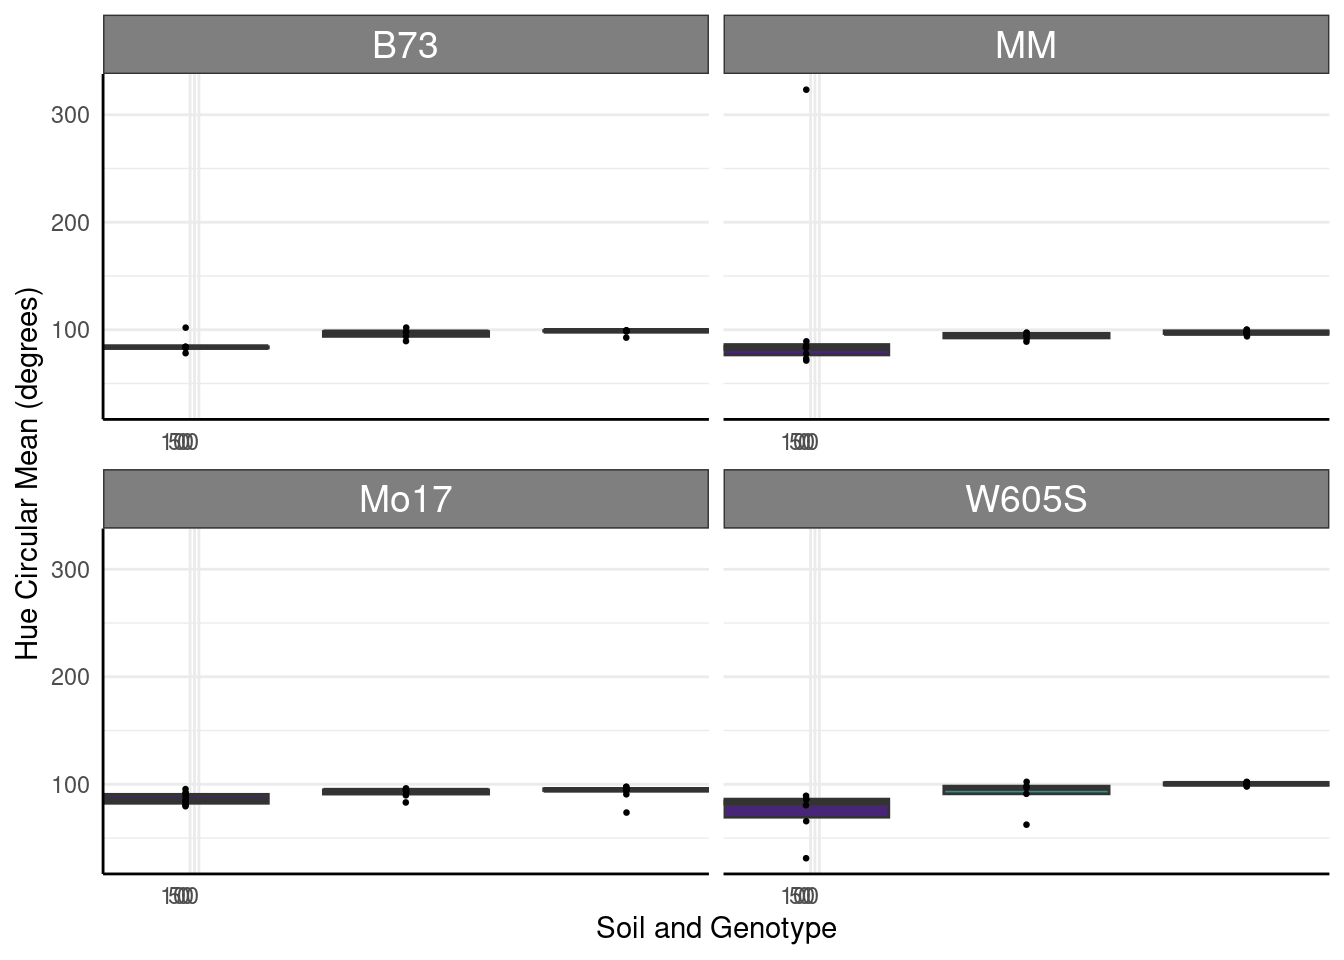 B73
MM
300
200
100
Mo17
W605S
300
200
100
Soil and Genotype
Hue Circular Mean (degrees)